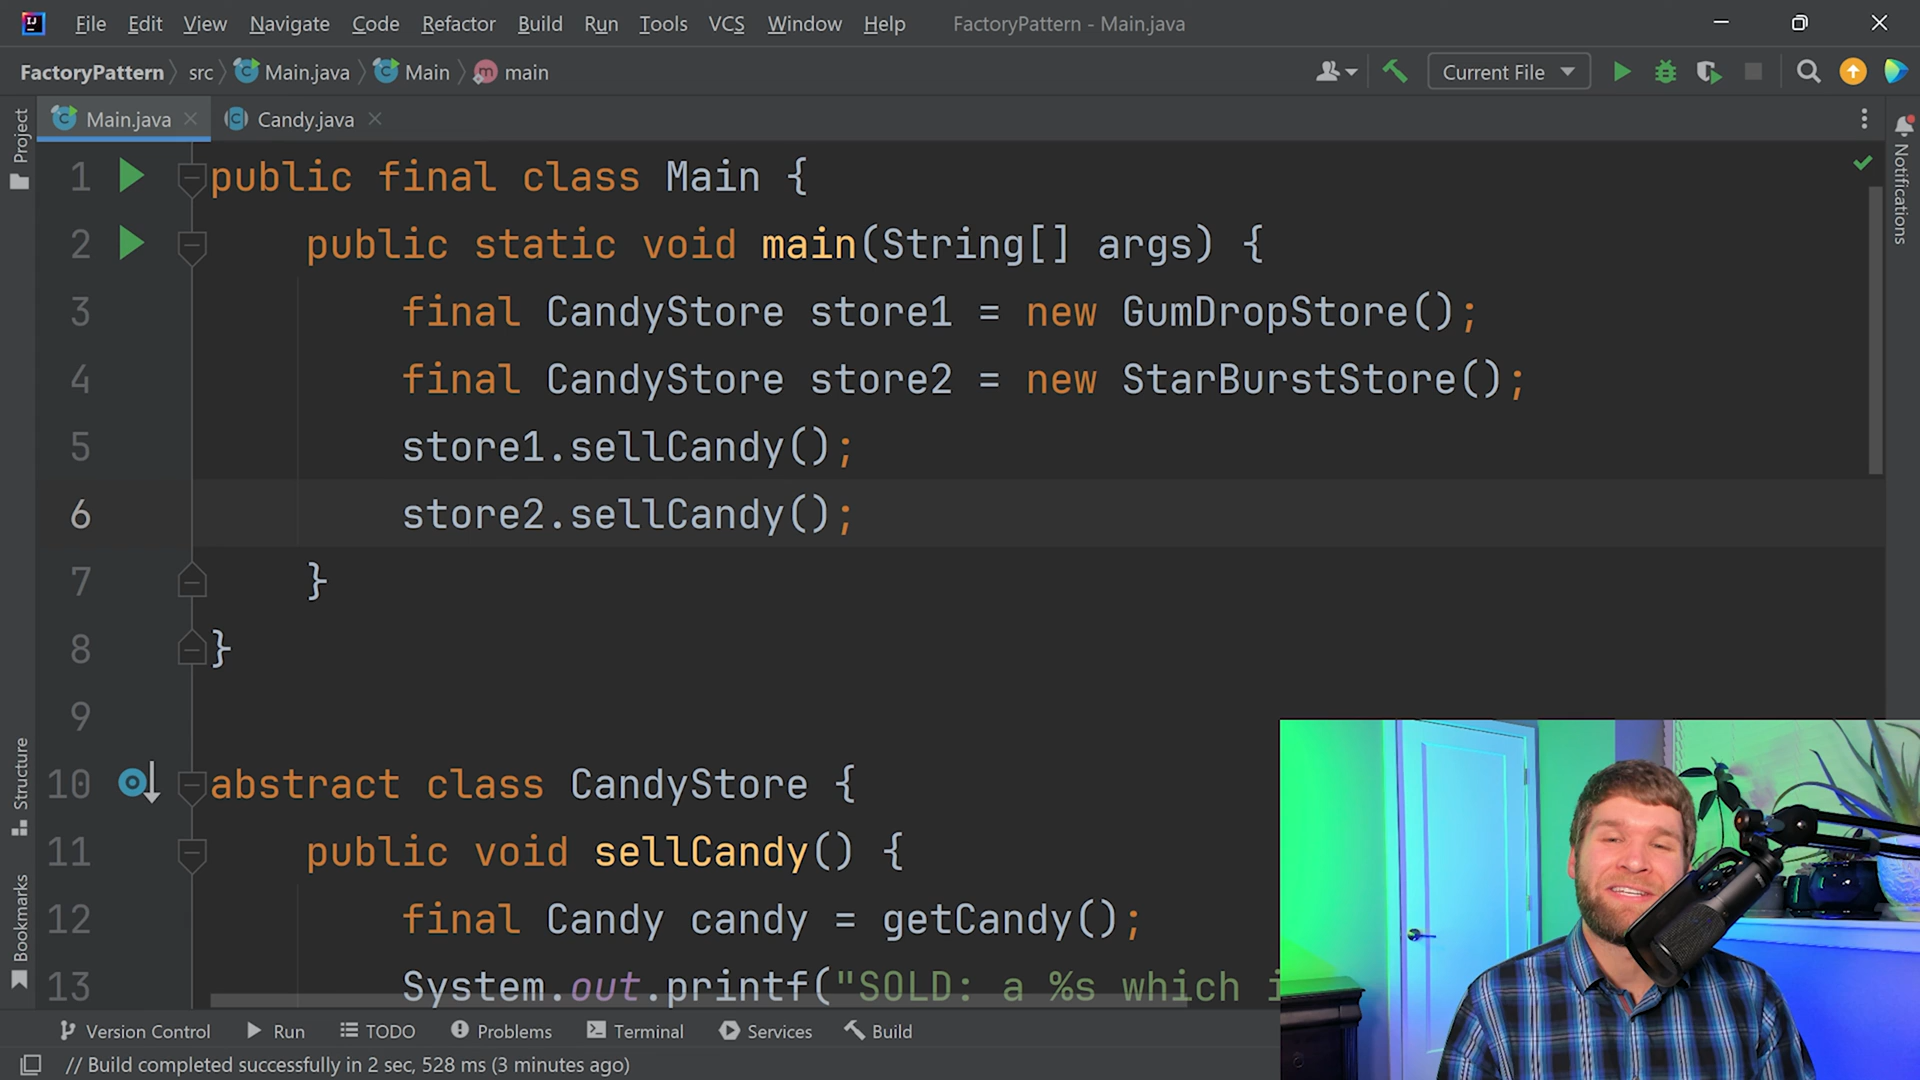 File Edit View Navigate Code Refactor Build Run Tools VCS Window Help FactoryPattern - Main.java
FactoryPattern src Main.java Main main Current File
Project
Main.java Candy.java
Notifications
1 public final class Main {
2 public static void main(String[] args) {
3 final CandyStore store1 = new GumDropStore();
4 final CandyStore store2 = new StarBurstStore();
5 store1.sellCandy();
6 store2.sellCandy();
7 }
8 }
9
10 abstract class CandyStore {
11 public void sellCandy() {
12 final Candy candy = getCandy();
13 System.out.printf("SOLD: a %s which i
Structure
Bookmarks
Version Control Run TODO Problems Terminal Services Build
// Build completed successfully in 2 sec, 528 ms (3 minutes ago)